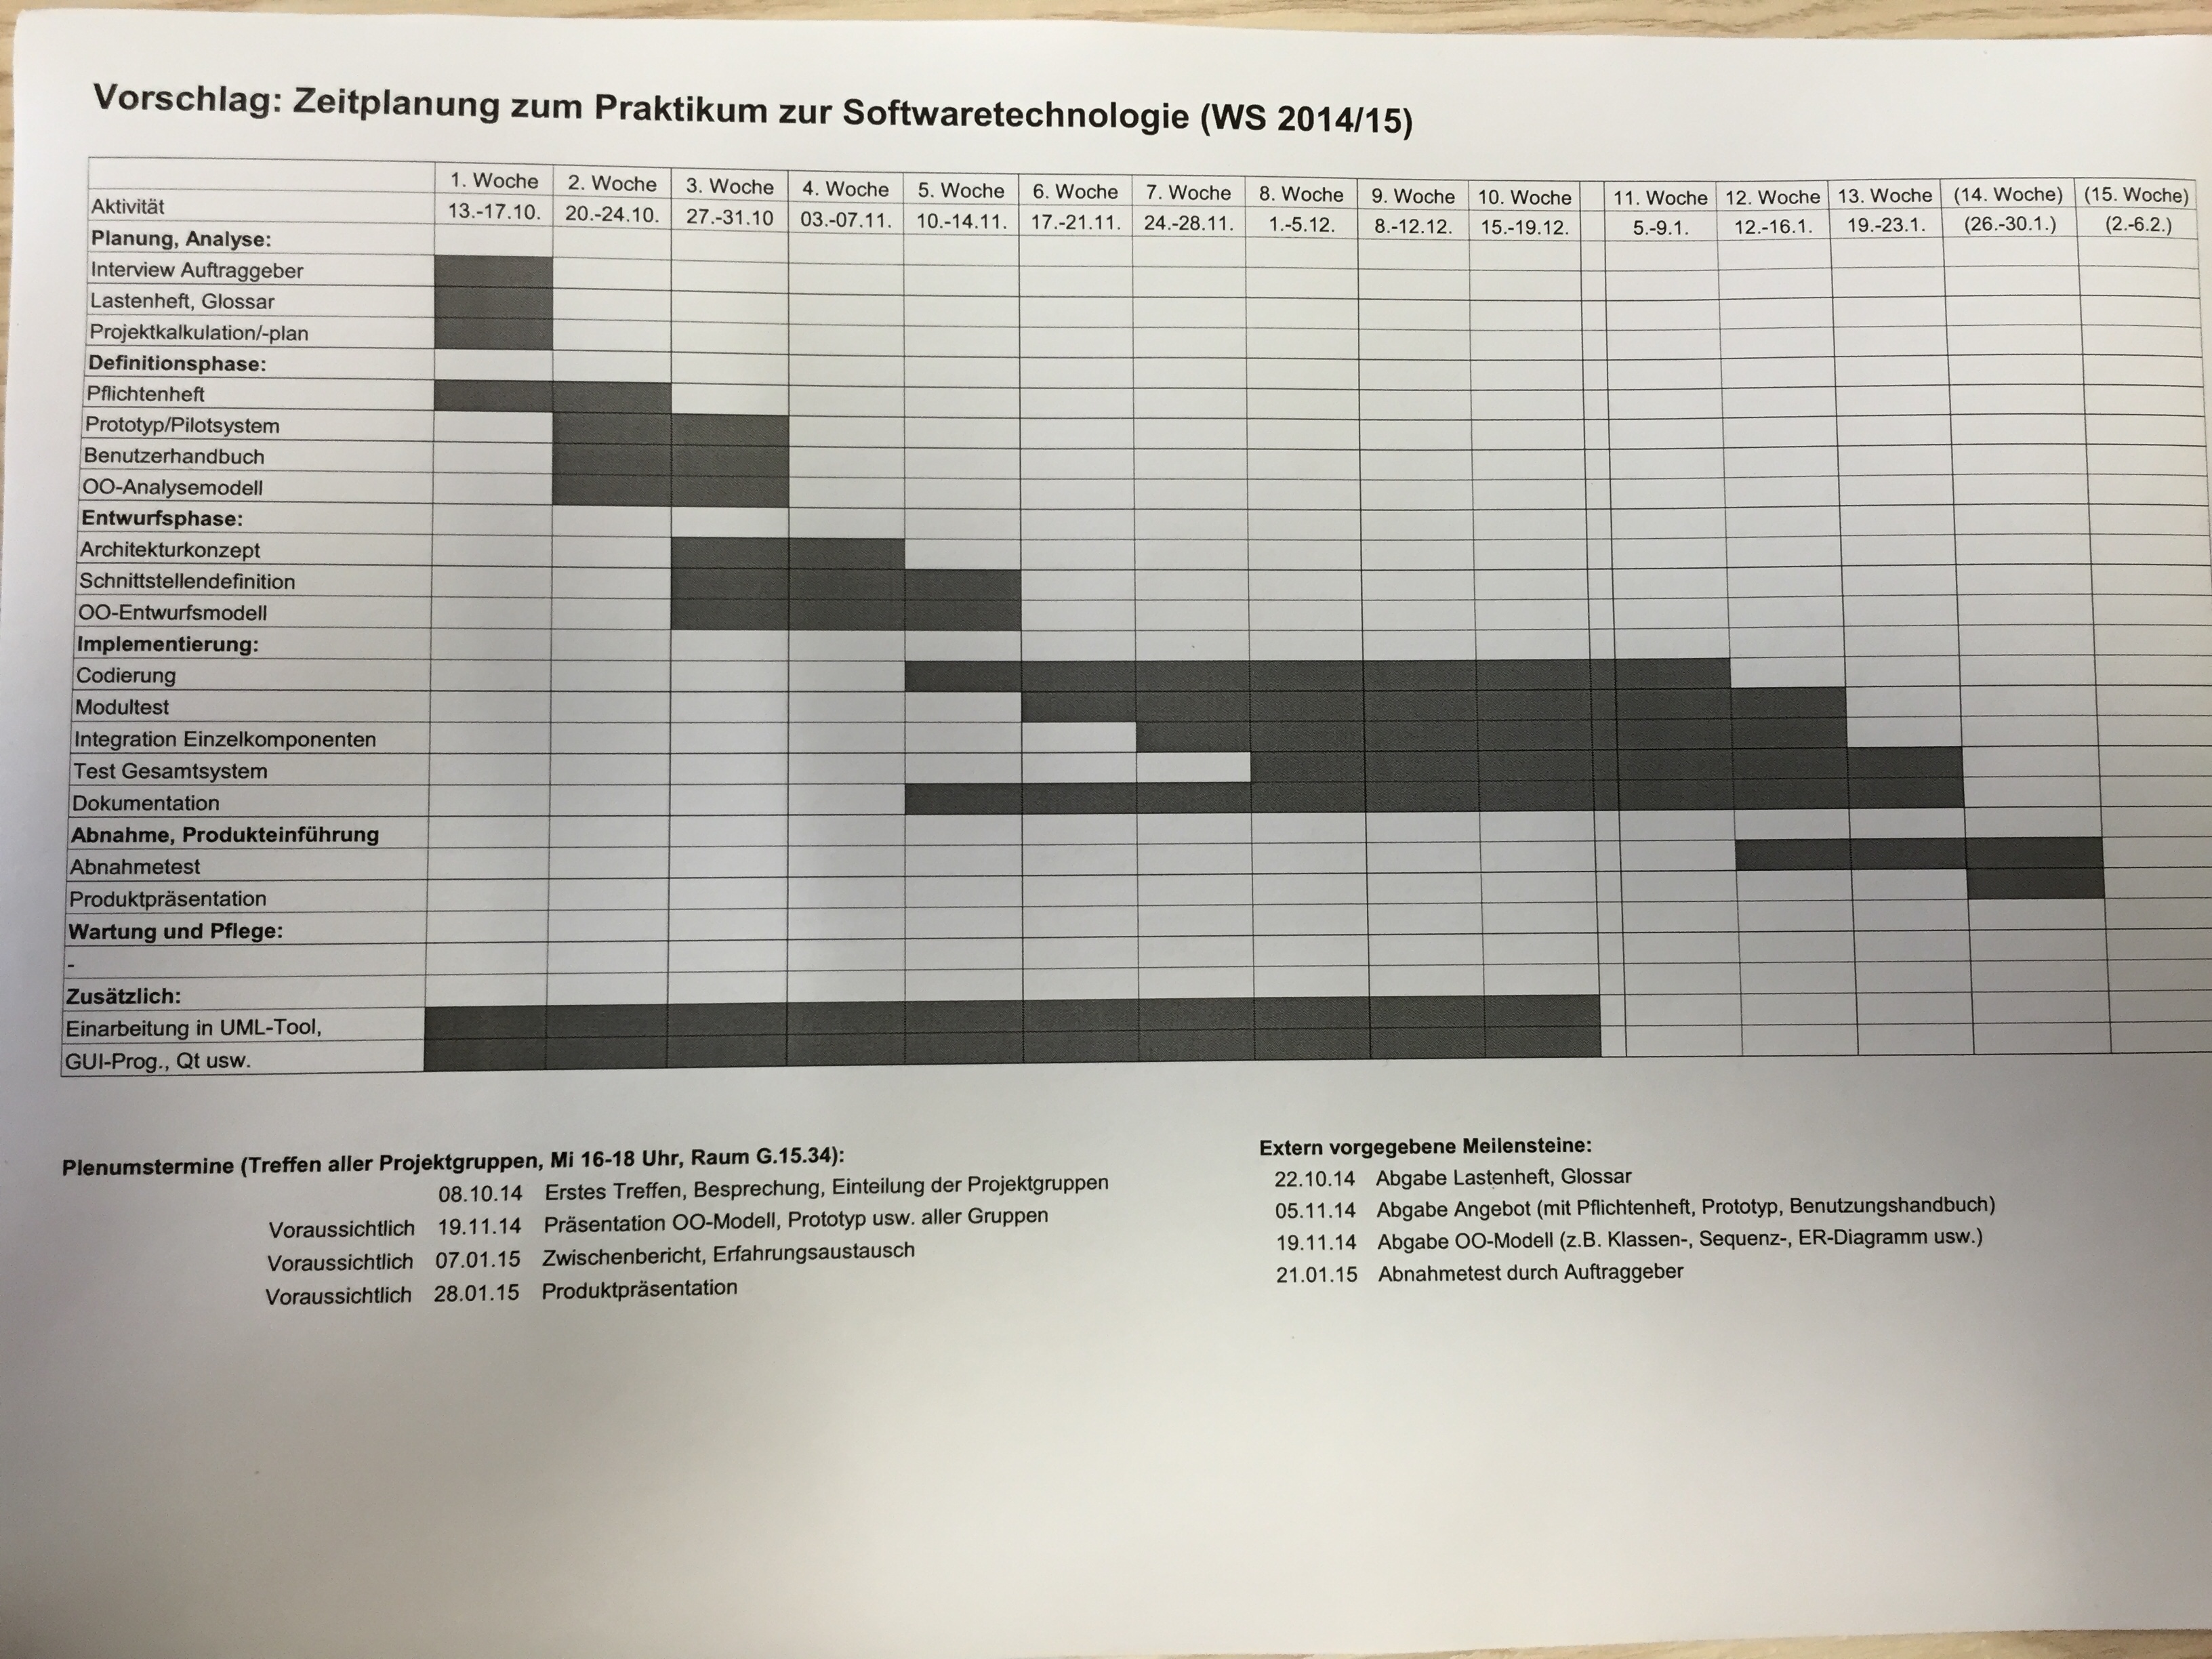 Vorschlag: Zeitplanung zum Praktikum zur Softwaretechnologie (WS 2014/15)
1. Woche 2. Woche 3. Woche 4. Woche 5. Woche 6. Woche 7. Woche 8. Woche 9. Woche 10. Woche 11. Woche 12. Woche 13. Woche (14. Woche) (15. Woche)
Aktivität 13.-17.10. 20.-24.10. 27.-31.10 03.-07.11. 10.-14.11. 17.-21.11. 24.-28.11. 1.-5.12. 8.-12.12. 15.-19.12. 5.-9.1. 12.-16.1. 19.-23.1. (26.-30.1.) (2.-6.2.)
Planung, Analyse:
Interview Auftraggeber
Lastenheft, Glossar
Projektkalkulation/-plan
Definitionsphase:
Pflichtenheft
Prototyp/Pilotsystem
Benutzerhandbuch
OO-Analysemodell
Entwurfsphase:
Architekturkonzept
Schnittstellendefinition
OO-Entwurfsmodell
Implementierung:
Codierung
Modultest
Integration Einzelkomponenten
Test Gesamtsystem
Dokumentation
Abnahme, Produkteinführung
Abnahmetest
Produktpräsentation
Wartung und Pflege:
-
Zusätzlich:
Einarbeitung in UML-Tool,
GUI-Prog., Qt usw.
Plenumstermine (Treffen aller Projektgruppen, Mi 16-18 Uhr, Raum G.15.34):
08.10.14 Erstes Treffen, Besprechung, Einteilung der Projektgruppen
Voraussichtlich 19.11.14 Präsentation OO-Modell, Prototyp usw. aller Gruppen
Voraussichtlich 07.01.15 Zwischenbericht, Erfahrungsaustausch
Voraussichtlich 28.01.15 Produktpräsentation
Extern vorgegebene Meilensteine:
22.10.14 Abgabe Lastenheft, Glossar
05.11.14 Abgabe Angebot (mit Pflichtenheft, Prototyp, Benutzungshandbuch)
19.11.14 Abgabe OO-Modell (z.B. Klassen-, Sequenz-, ER-Diagramm usw.)
21.01.15 Abnahmetest durch Auftraggeber